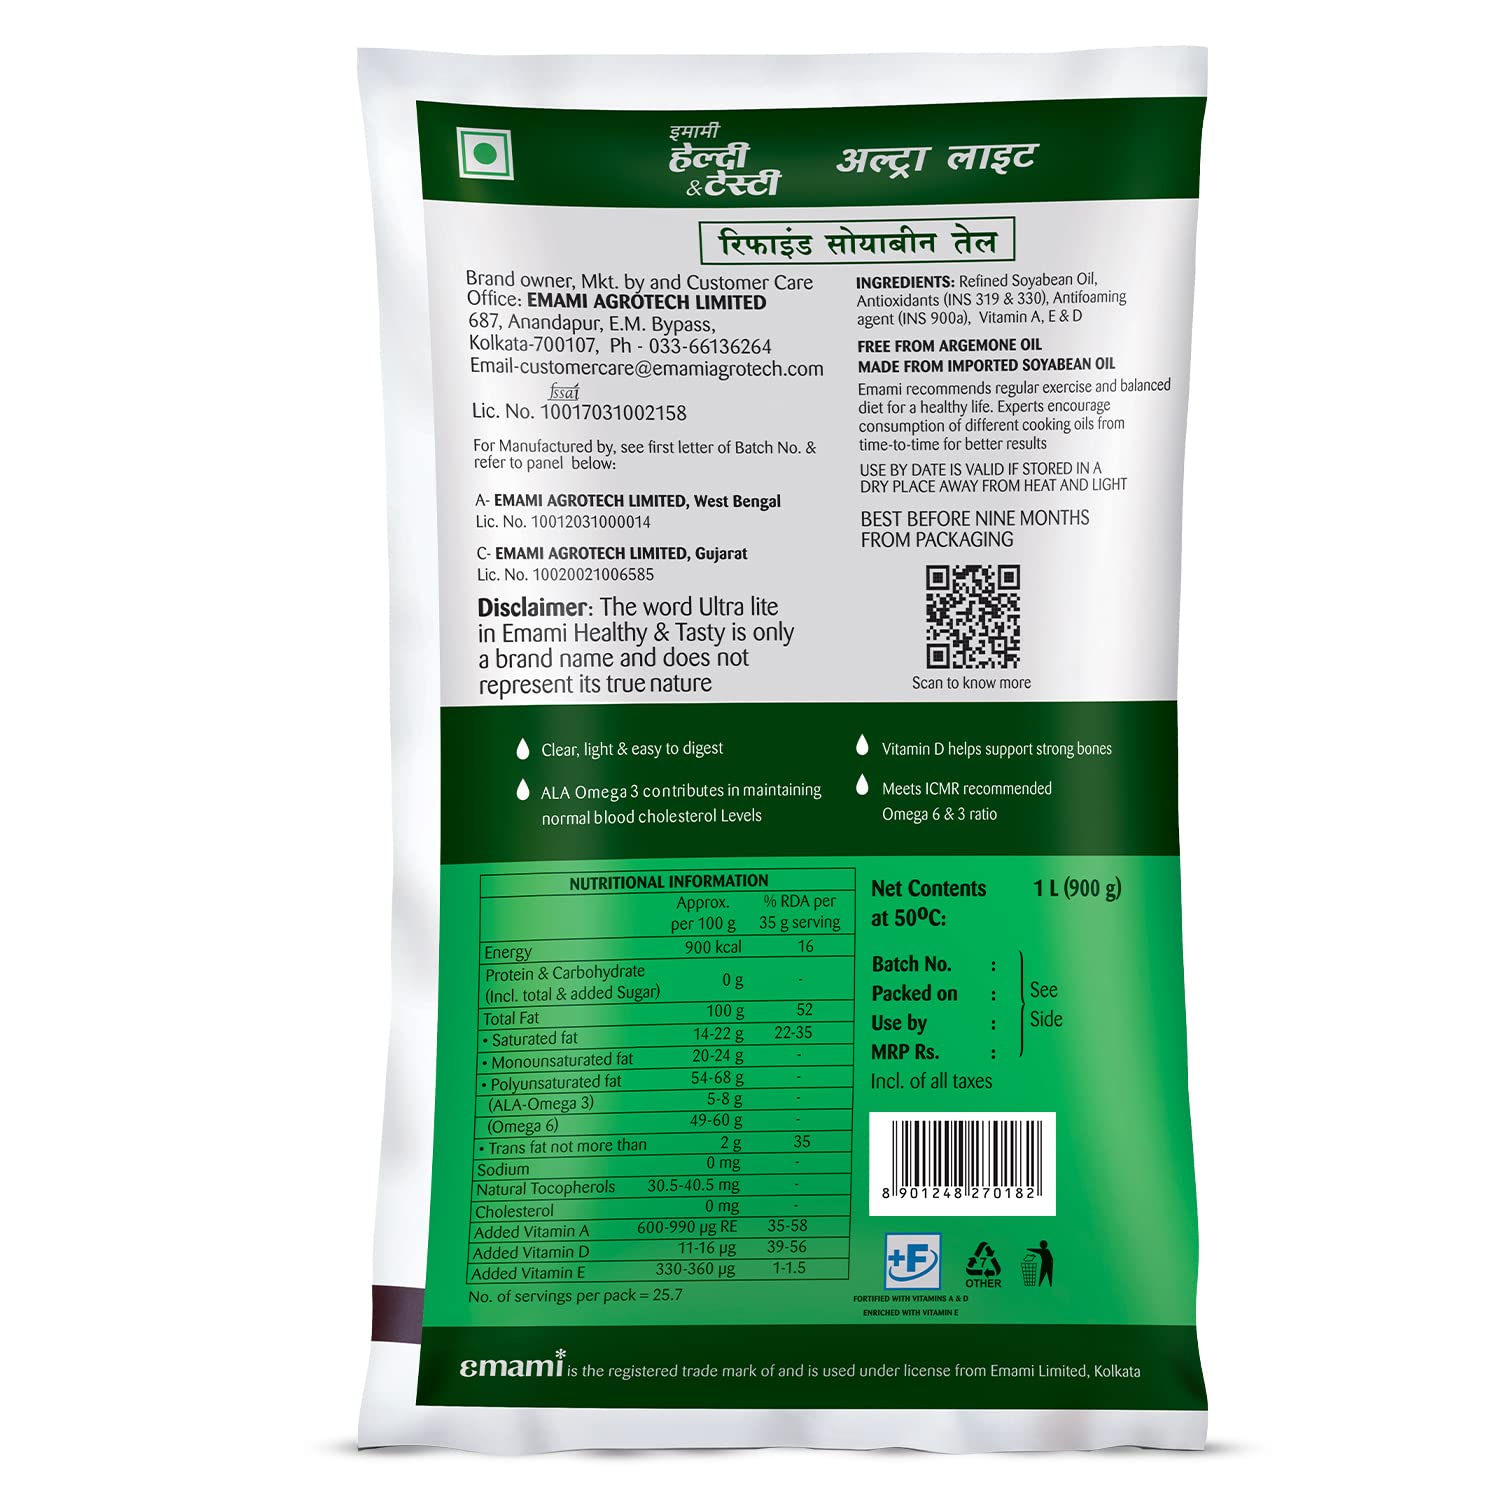 इमामी
हेल्दी
&टेस्टी
अल्ट्रा लाइट
रिफाइंड सोयाबीन तेल
Brand owner, Mkt. by and Customer Care
Office: EMAMI AGROTECH LIMITED
687, Anandapur, E.M. Bypass,
Kolkata-700107, Ph - 033-66136264
Email-customercare@emamiagrotech.com
fssai
Lic. No. 10017031002158
For Manufactured by, see first letter of Batch No. &
refer to panel below:
A- EMAMI AGROTECH LIMITED, West Bengal
Lic. No. 10012031000014
C- EMAMI AGROTECH LIMITED, Gujarat
Lic. No. 10020021006585
Disclaimer: The word Ultra lite
in Emami Healthy & Tasty is only
a brand name and does not
represent its true nature
INGREDIENTS: Refined Soyabean Oil,
Antioxidants (INS 319 & 330), Antifoaming
agent (INS 900a), Vitamin A, E & D
FREE FROM ARGEMONE OIL
MADE FROM IMPORTED SOYABEAN OIL
Emami recommends regular exercise and balanced
diet for a healthy life. Experts encourage
consumption of different cooking oils from
time-to-time for better results
USE BY DATE IS VALID IF STORED IN A
DRY PLACE AWAY FROM HEAT AND LIGHT
BEST BEFORE NINE MONTHS
FROM PACKAGING
Scan to know more
Clear, light & easy to digest
ALA Omega 3 contributes in maintaining
normal blood cholesterol Levels
Vitamin D helps support strong bones
Meets ICMR recommended
Omega 6 & 3 ratio
NUTRITIONAL INFORMATION
Approx. % RDA per
per 100 g 35 g serving
Energy 900 kcal 16
Protein & Carbohydrate
(Incl. total & added Sugar) 0 g -
Total Fat 100 g 52
• Saturated fat 14-22 g 22-35
• Monounsaturated fat 20-24 g -
• Polyunsaturated fat 54-68 g -
(ALA-Omega 3) 5-8 g -
(Omega 6) 49-60 g -
• Trans fat not more than 2 g 35
Sodium 0 mg -
Natural Tocopherols 30.5-40.5 mg -
Cholesterol 0 mg -
Added Vitamin A 600-990 µg RE 35-58
Added Vitamin D 11-16 µg 39-56
Added Vitamin E 330-360 µg 1-1.5
No. of servings per pack = 25.7
Net Contents 1 L (900 g)
at 50ºC:
Batch No. :
Packed on :
Use by :
MRP Rs. :
See
Side
Incl. of all taxes
8 901248 270182
+F
7
OTHER
FORTIFIED WITH VITAMINS A & D
ENRICHED WITH VITAMIN E
emami* is the registered trade mark of and is used under license from Emami Limited, Kolkata